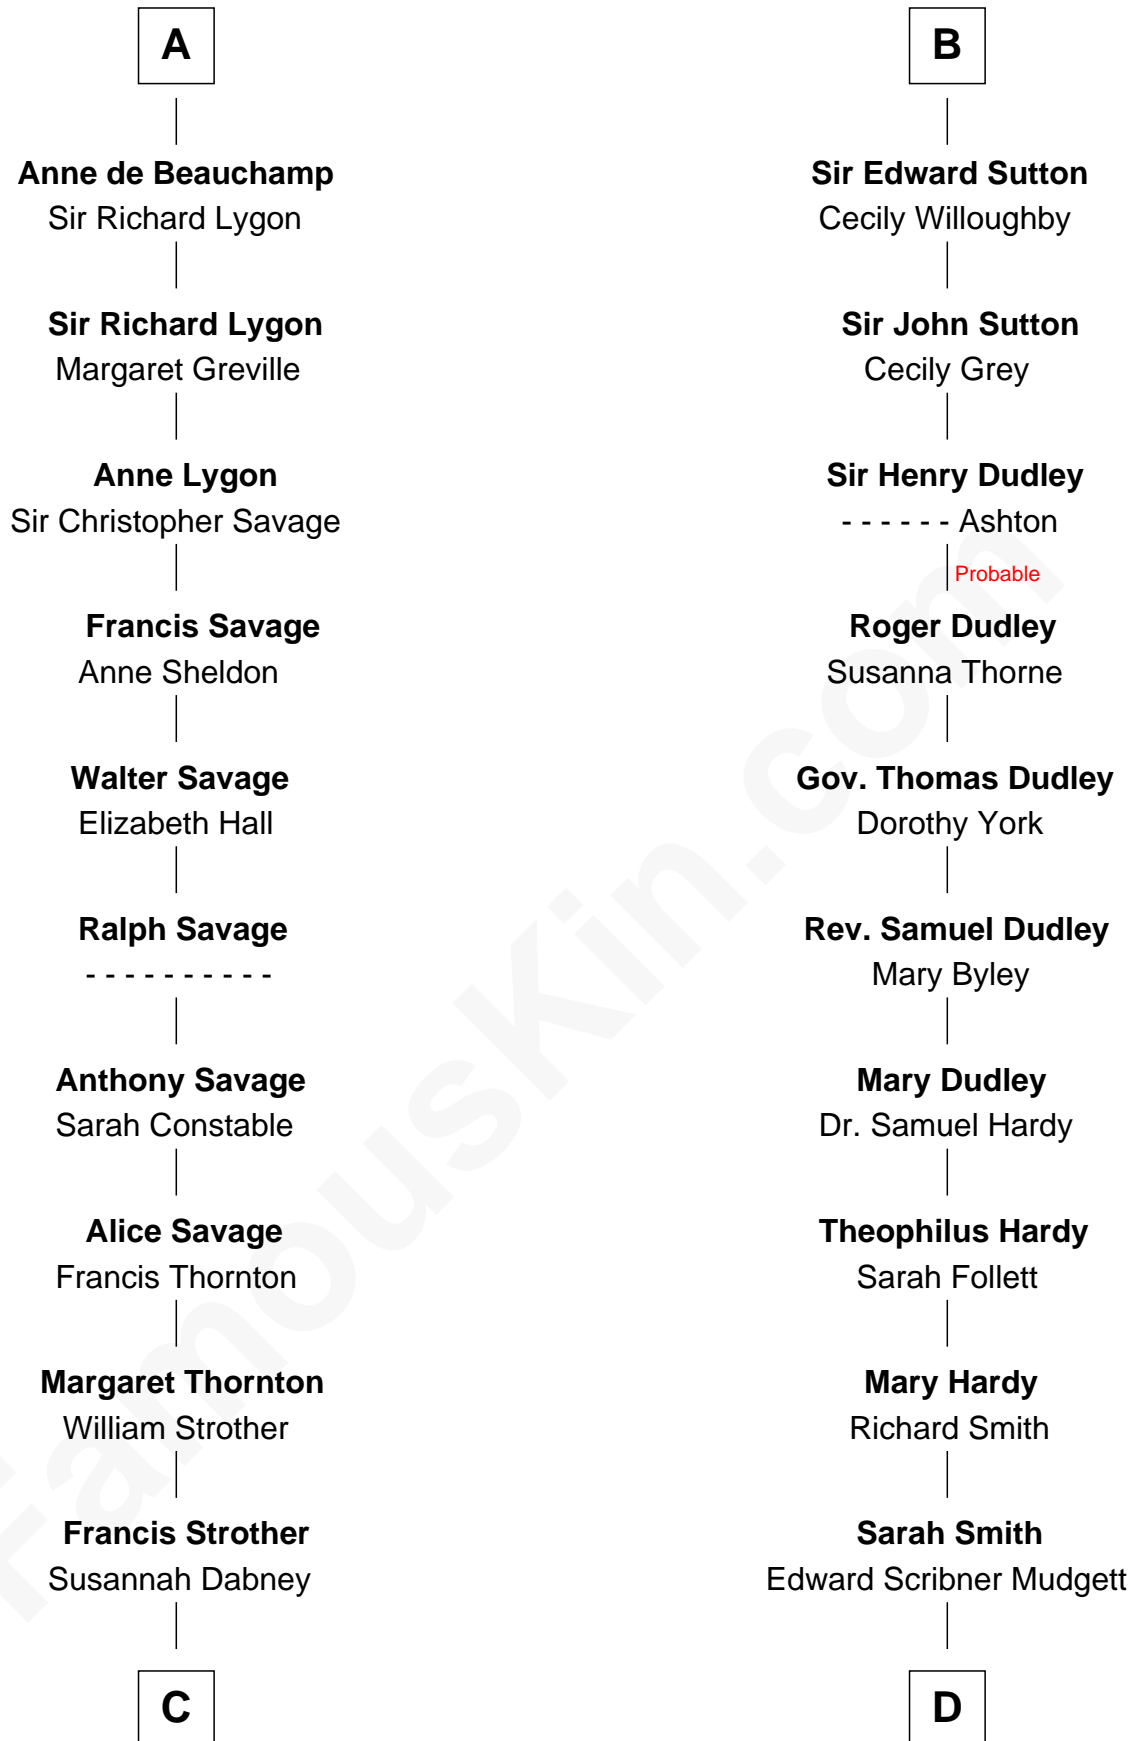 A
Anne de Beauchamp
Sir Richard Lygon
Sir Richard Lygon
Margaret Greville
Anne Lygon
Sir Christopher Savage
Francis Savage
Anne Sheldon
Walter Savage
Elizabeth Hall
Ralph Savage
- - - - - - - - - -
Anthony Savage
Sarah Constable
Alice Savage
Francis Thornton
Margaret Thornton
William Strother
Francis Strother
Susannah Dabney
C
B
Sir Edward Sutton
Cecily Willoughby
Sir John Sutton
Cecily Grey
Sir Henry Dudley
- - - - - - Ashton
Probable
Roger Dudley
Susanna Thorne
Gov. Thomas Dudley
Dorothy York
Rev. Samuel Dudley
Mary Byley
Mary Dudley
Dr. Samuel Hardy
Theophilus Hardy
Sarah Follett
Mary Hardy
Richard Smith
Sarah Smith
Edward Scribner Mudgett
D
FamousKin.com